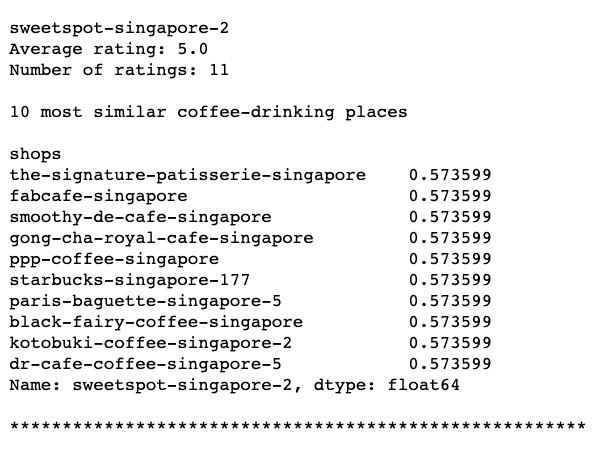 sweetspot-singapore-2
Average rating: 5.0
Number of ratings: 11
10 most similar coffee-drinking places
shops
the-signature-patisserie-singapore    0.573599
fabcafe-singapore                     0.573599
smoothy-de-cafe-singapore             0.573599
gong-cha-royal-cafe-singapore         0.573599
ppp-coffee-singapore                  0.573599
starbucks-singapore-177               0.573599
paris-baguette-singapore-5            0.573599
black-fairy-coffee-singapore          0.573599
kotobuki-coffee-singapore-2           0.573599
dr-cafe-coffee-singapore-5            0.573599
Name: sweetspot-singapore-2, dtype: float64
*******************************************************